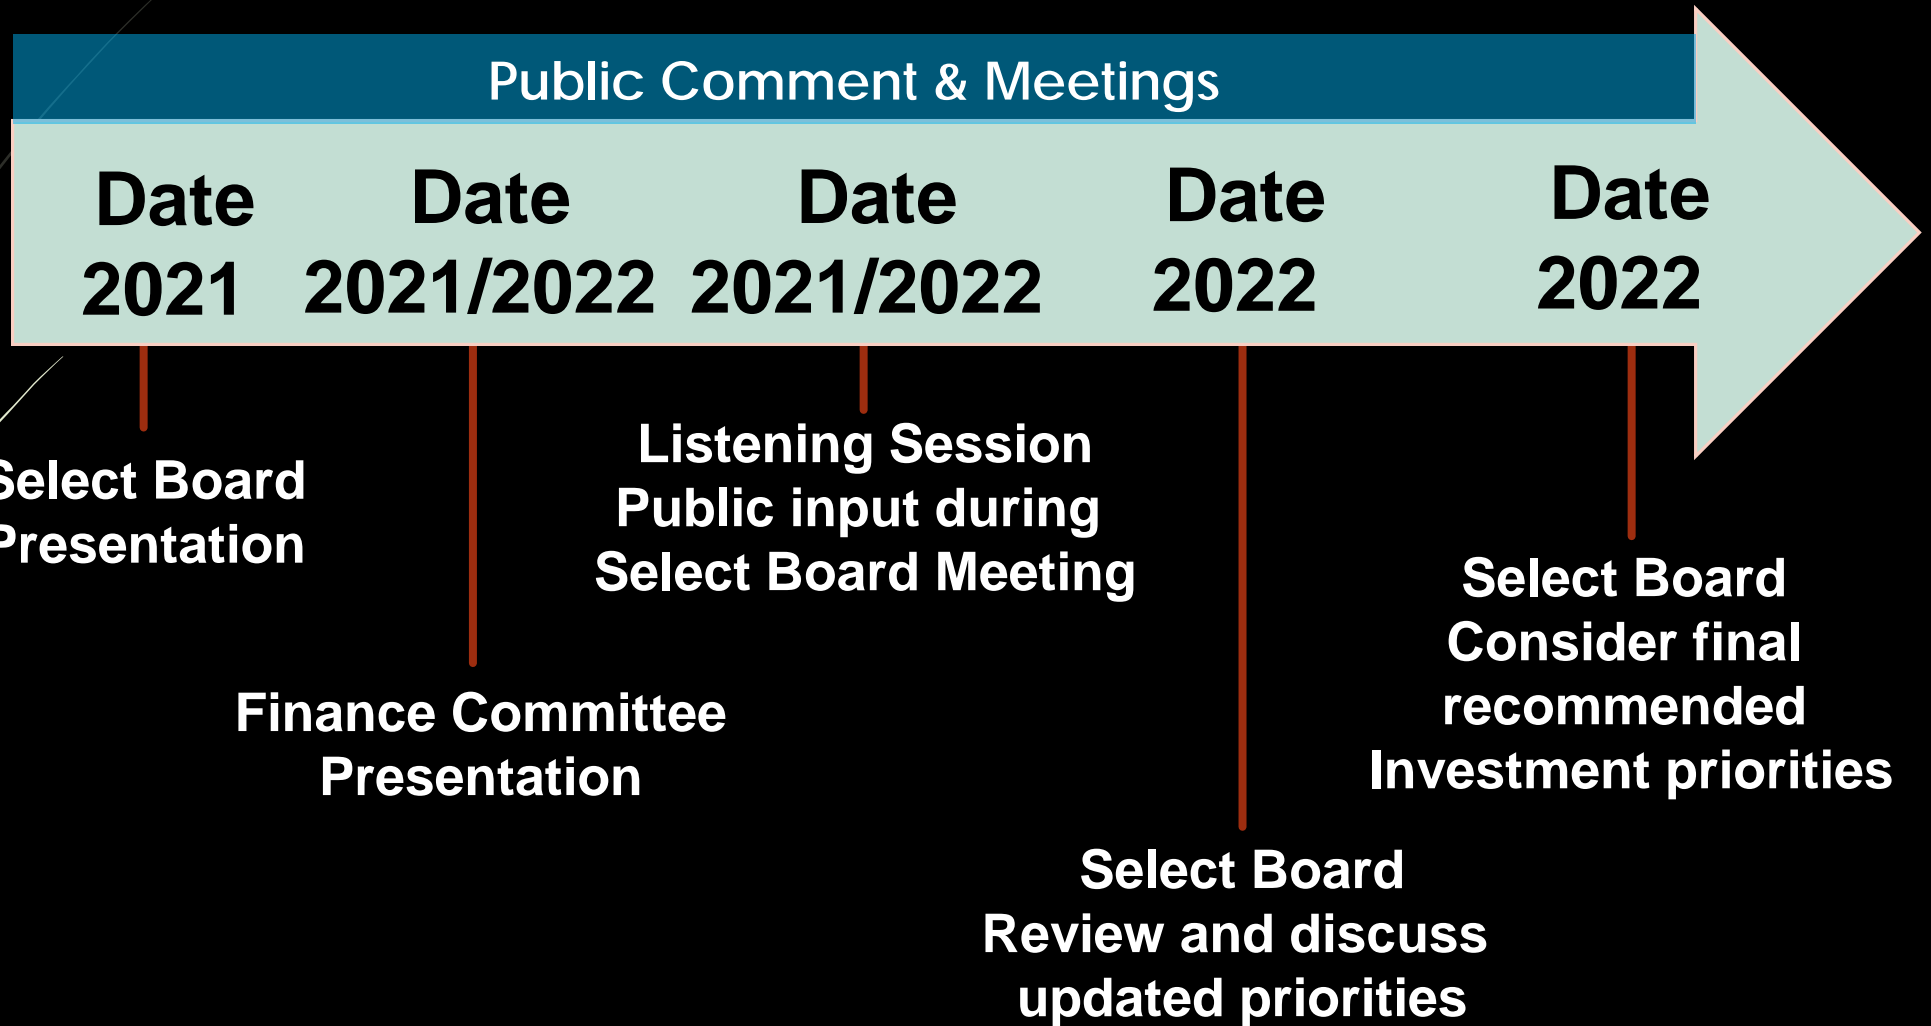 Public Comment & Meetings
Date
2021
Date
2021/2022
Date
2021/2022
Date
2022
Date
2022
Select Board
Presentation
Finance Committee
Presentation
Listening Session
Public input during
Select Board Meeting
Select Board
Review and discuss
updated priorities
Select Board
Consider final
recommended
Investment priorities